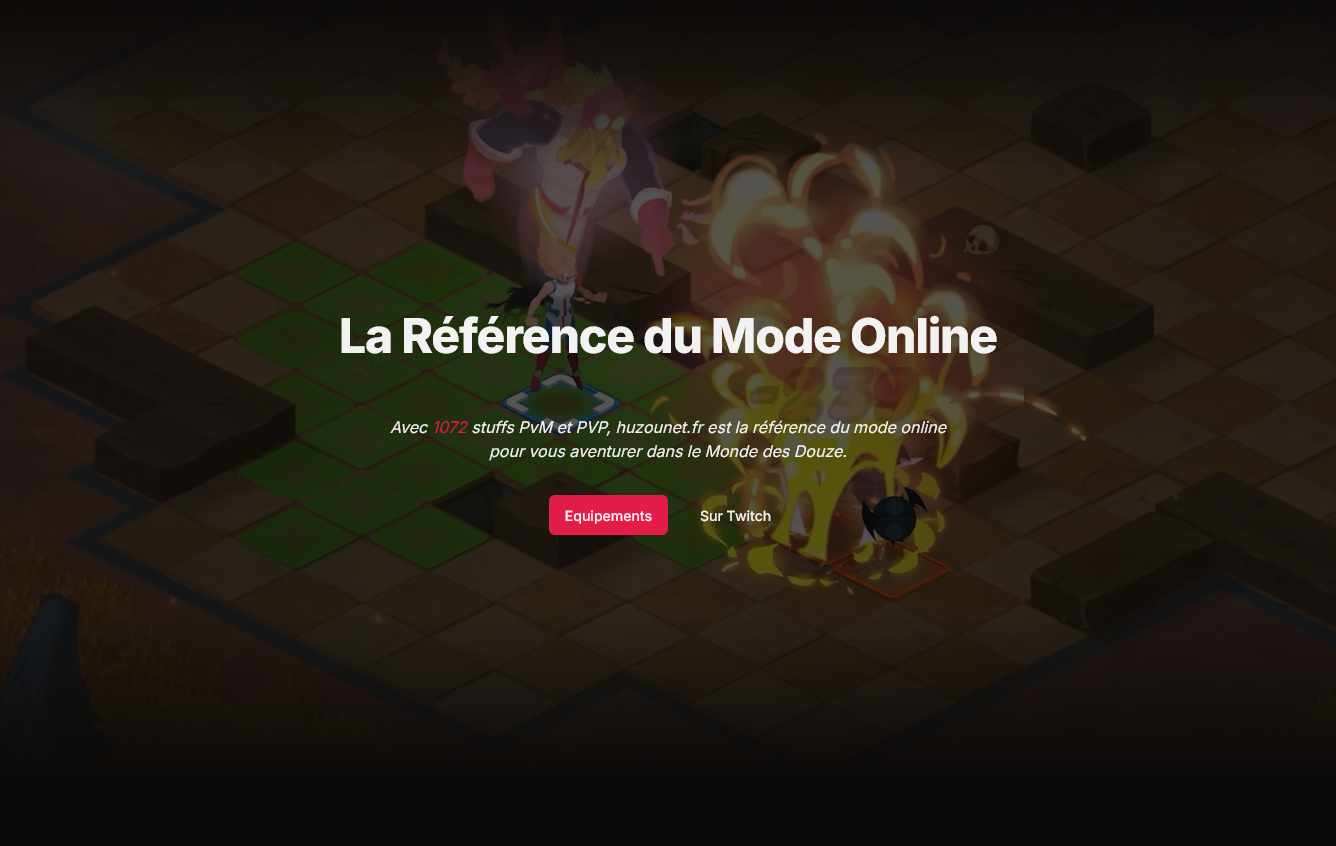 La Référence du Mode Online
Avec 1072 stuffs PvM et PVP, huzounet.fr est la référence du mode online
pour vous aventurer dans le Monde des Douze.
Equipements
Sur Twitch